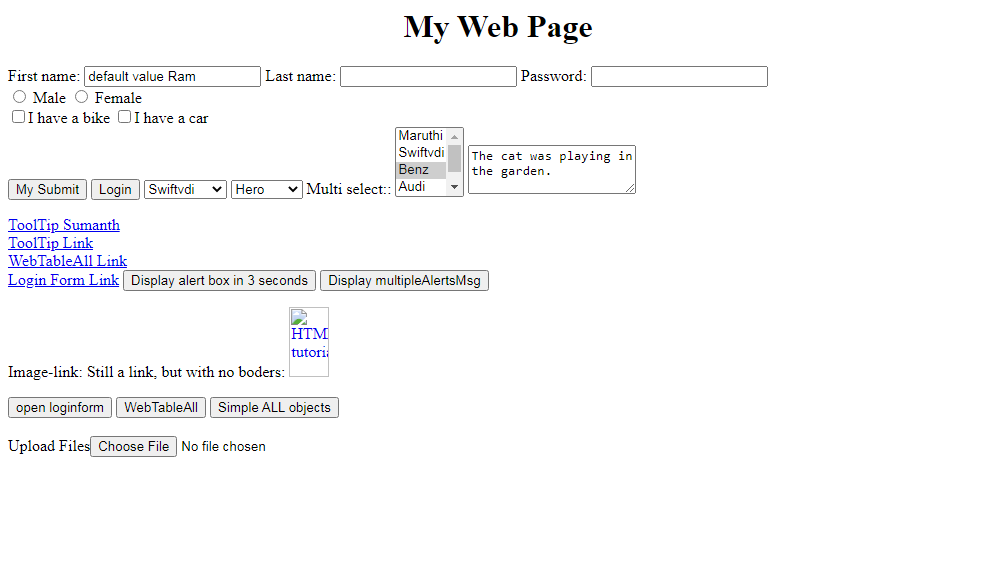 My Web Page
First name: default value Ram Last name: Password:
Male Female
I have a bike I have a car
My Submit Login Swiftvdi Hero Multi select:: Maruthi
Swiftvdi
Benz
Audi
The cat was playing in
the garden.
ToolTip Sumanth
ToolTip Link
WebTableAll Link
Login Form Link Display alert box in 3 seconds Display multipleAlertsMsg
Image-link: Still a link, but with no boders:
HTM
tutoria
open loginform WebTableAll Simple ALL objects
Upload Files Choose File No file chosen